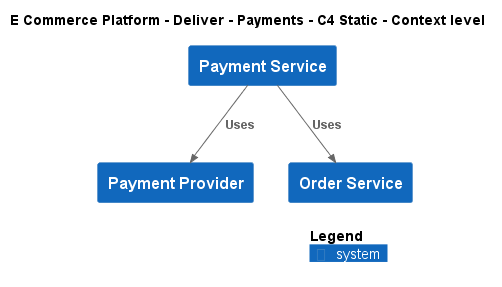 E Commerce Platform - Deliver - Payments - C4 Static - Context level
Payment Service
Uses
Uses
Payment Provider
Order Service
Legend
system